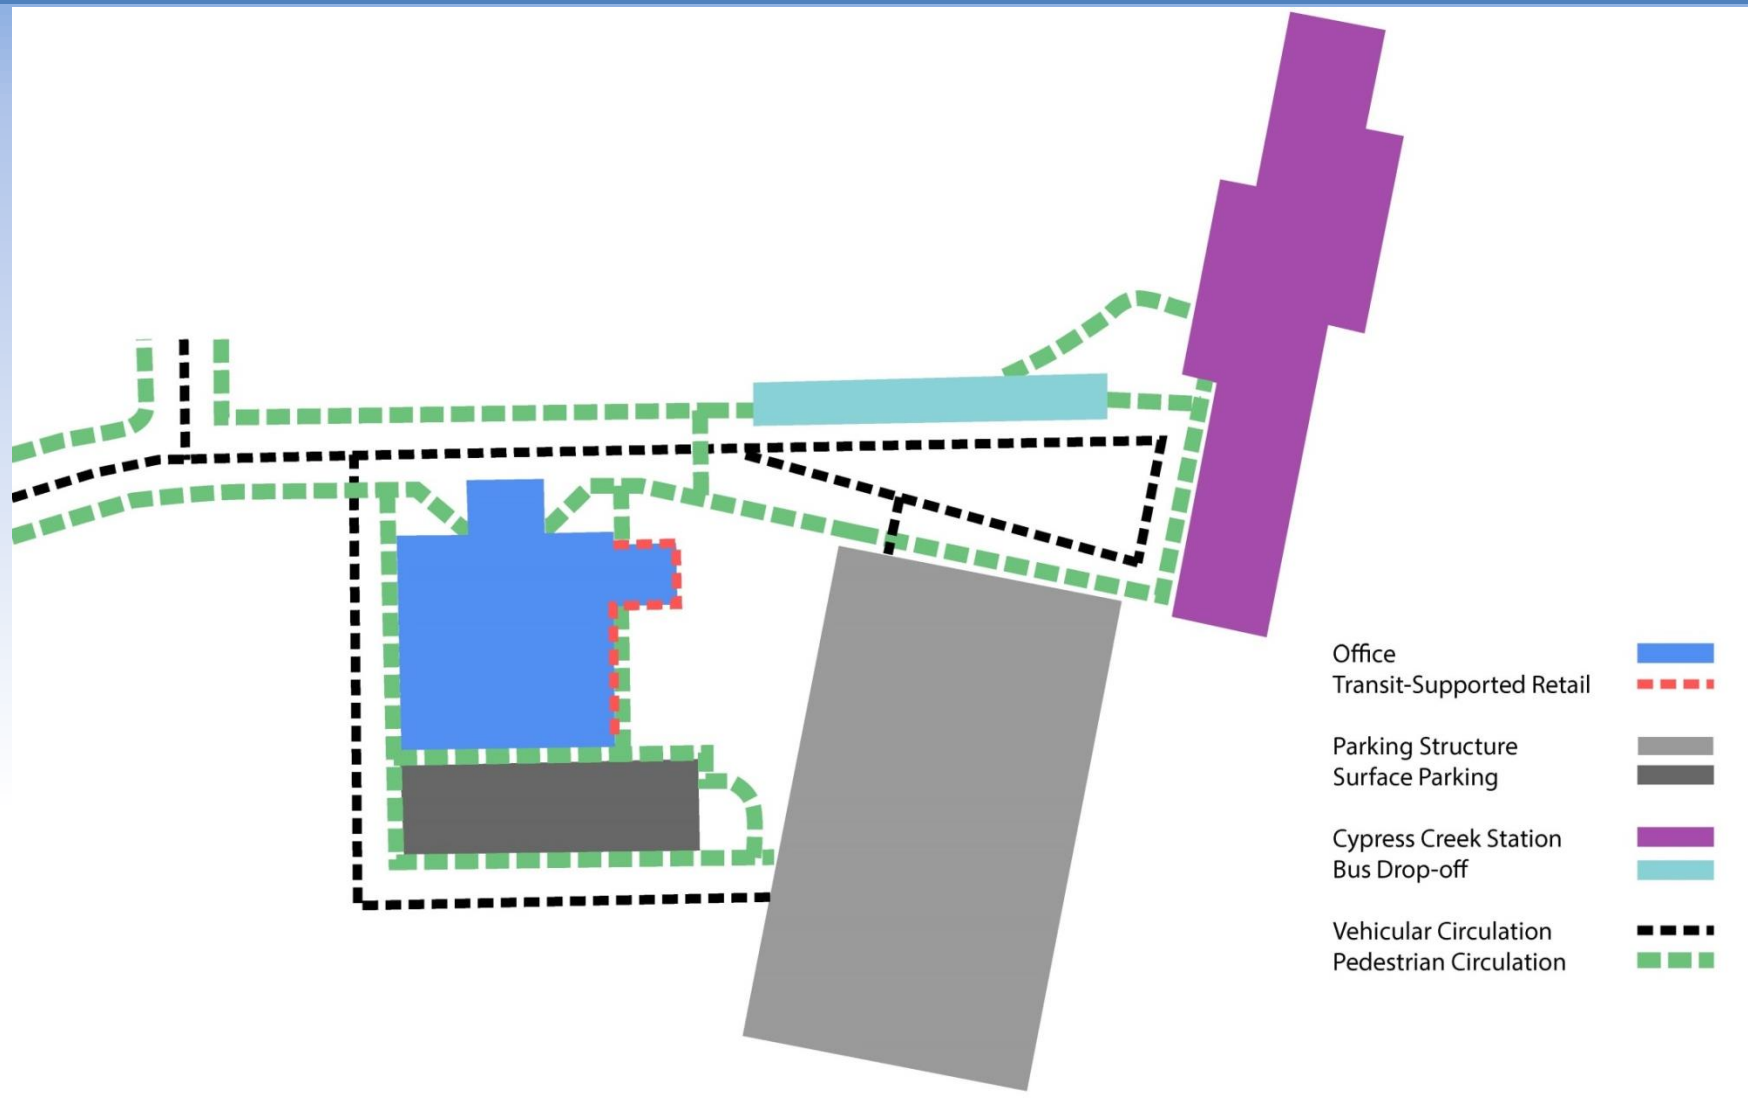 Office
Transit-Supported Retail
Parking Structure
Surface Parking
Cypress Creek Station
Bus Drop-off
Vehicular Circulation
Pedestrian Circulation